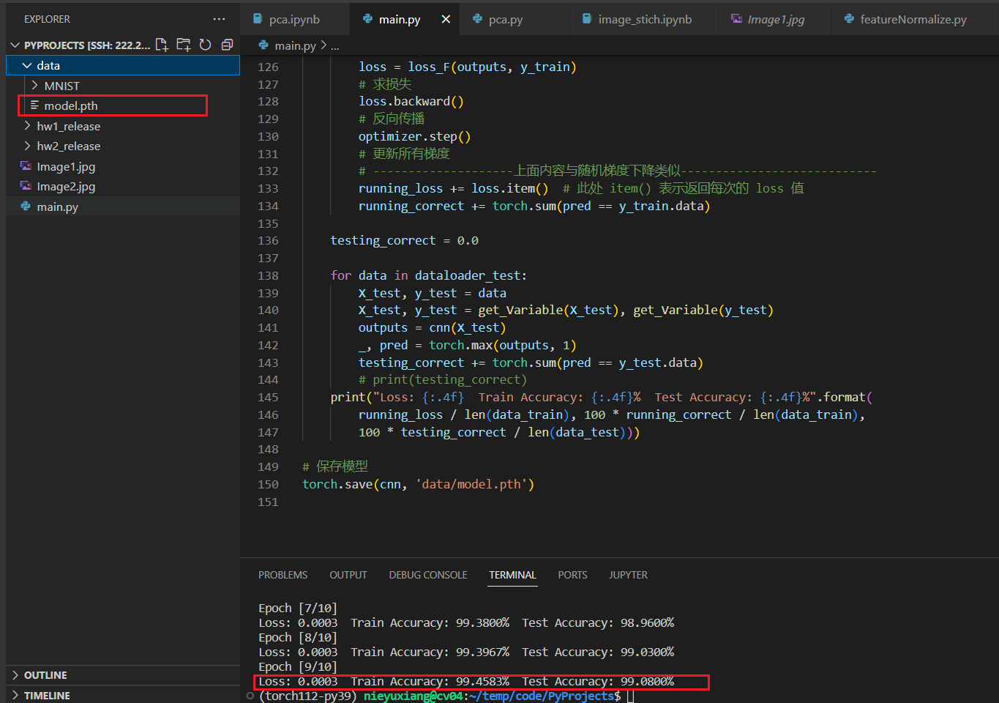 EXPLORER
PYPROJECTS [SSH: 222.2...
data
MNIST
model.pth
hw1_release
hw2_release
Image1.jpg
Image2.jpg
main.py
OUTLINE
TIMELINE
pca.ipynb
main.py
pca.py
image_stich.ipynb
Image1.jpg
featureNormalize.py
main.py > ...
126 loss = loss_F(outputs, y_train)
127 # 求损失
128 loss.backward()
129 # 反向传播
130 optimizer.step()
131 # 更新所有梯度
132 # --------------------上面内容与随机梯度下降类似----------------------------
133 running_loss += loss.item()  # 此处 item() 表示返回每次的 loss 值
134 running_correct += torch.sum(pred == y_train.data)
135
136 testing_correct = 0.0
137
138 for data in dataloader_test:
139 X_test, y_test = data
140 X_test, y_test = get_Variable(X_test), get_Variable(y_test)
141 outputs = cnn(X_test)
142 _, pred = torch.max(outputs, 1)
143 testing_correct += torch.sum(pred == y_test.data)
144 # print(testing_correct)
145 print("Loss: {:.4f}  Train Accuracy: {:.4f}%  Test Accuracy: {:.4f}%".format(
146 running_loss / len(data_train), 100 * running_correct / len(data_train),
147 100 * testing_correct / len(data_test)))
148
149 # 保存模型
150 torch.save(cnn, 'data/model.pth')
151
PROBLEMS OUTPUT DEBUG CONSOLE TERMINAL PORTS JUPYTER
Epoch [7/10]
Loss: 0.0003  Train Accuracy: 99.3800%  Test Accuracy: 98.9600%
Epoch [8/10]
Loss: 0.0003  Train Accuracy: 99.3967%  Test Accuracy: 99.0300%
Epoch [9/10]
Loss: 0.0003  Train Accuracy: 99.4583%  Test Accuracy: 99.0800%
(torch112-py39) nieyuxiang@cv04:~/temp/code/PyProjects$